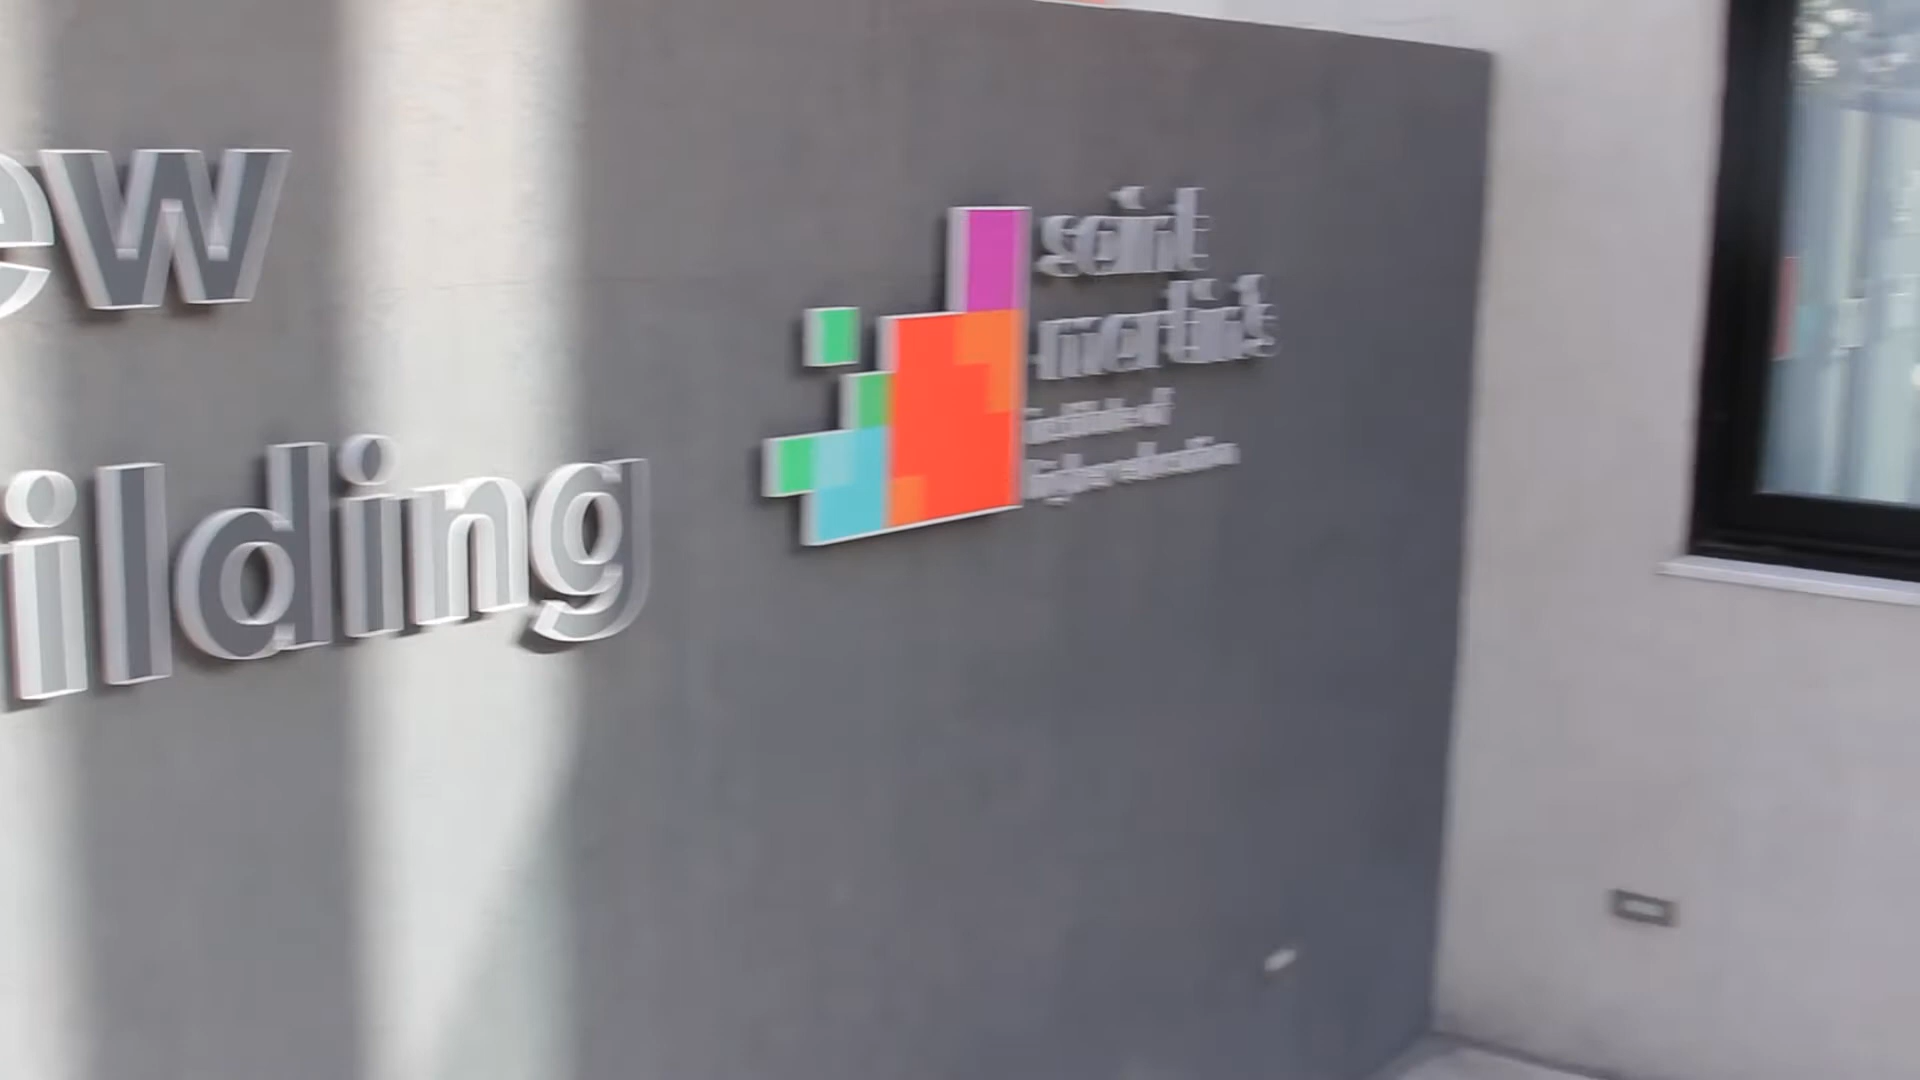 ew
ilding
saint
martin's
institute of
higher education